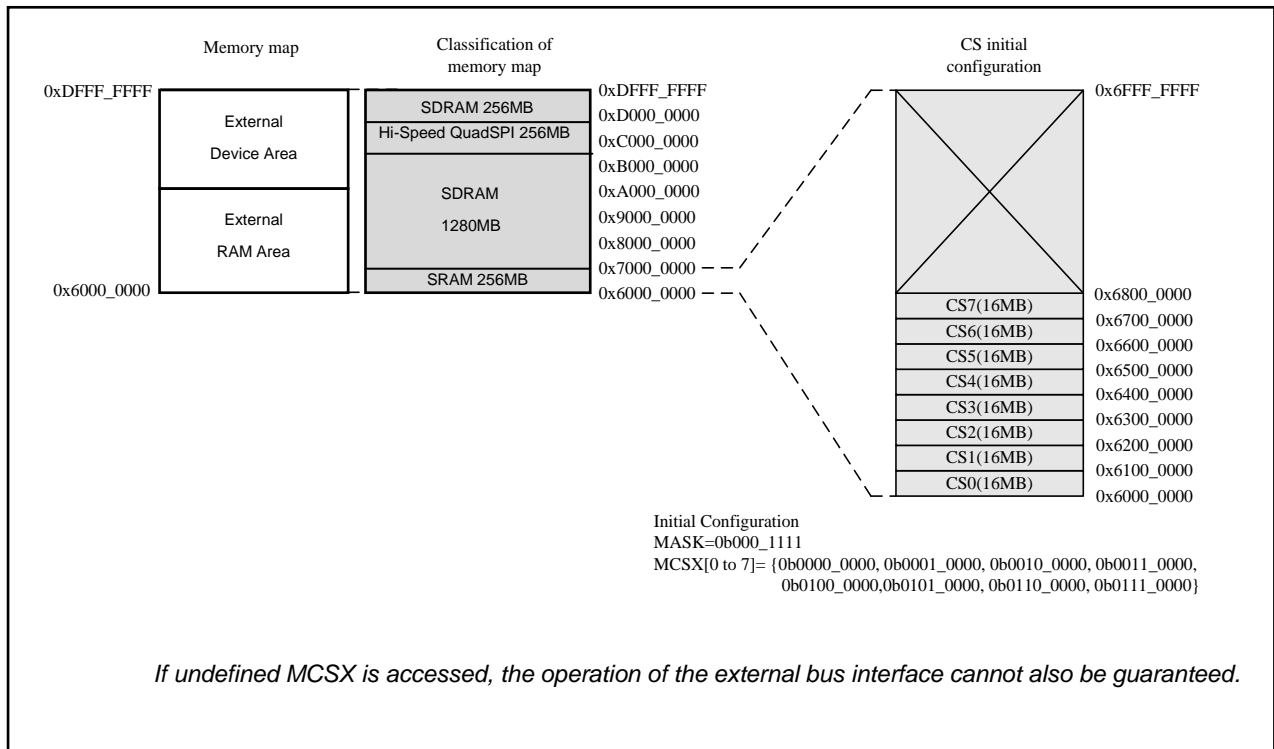 Memory map
Classification of
memory map
CS initial
configuration
0xDFFF_FFFF
External
Device Area
External
RAM Area
0x6000_0000
SDRAM 256MB
Hi-Speed QuadSPI 256MB
SDRAM
1280MB
SRAM 256MB
0xDFFF_FFFF
0xD000_0000
0xC000_0000
0xB000_0000
0xA000_0000
0x9000_0000
0x8000_0000
0x7000_0000
0x6000_0000
0x6FFF_FFFF
CS7(16MB)
CS6(16MB)
CS5(16MB)
CS4(16MB)
CS3(16MB)
CS2(16MB)
CS1(16MB)
CS0(16MB)
0x6800_0000
0x6700_0000
0x6600_0000
0x6500_0000
0x6400_0000
0x6300_0000
0x6200_0000
0x6100_0000
0x6000_0000
Initial Configuration
MASK=0b000_1111
MCSX[0 to 7]= {0b0000_0000, 0b0001_0000, 0b0010_0000, 0b0011_0000,
0b0100_0000,0b0101_0000, 0b0110_0000, 0b0111_0000}
If undefined MCSX is accessed, the operation of the external bus interface cannot also be guaranteed.